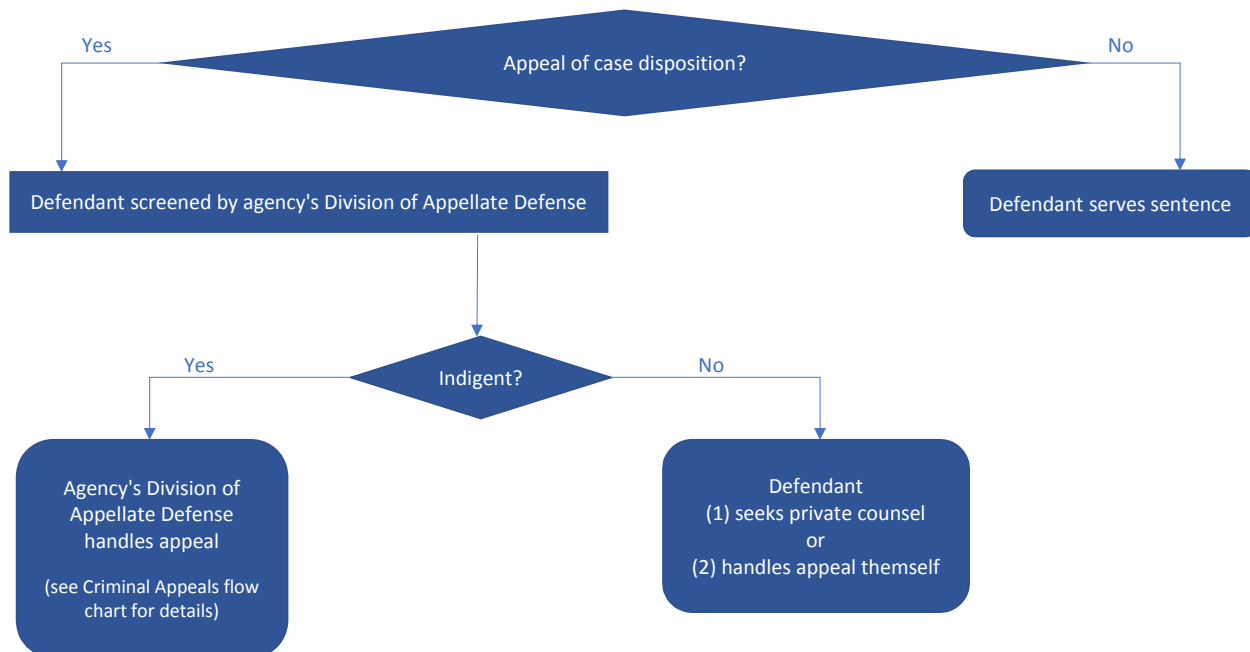 Yes
Appeal of case disposition?
No
Defendant screened by agency's Division of Appellate Defense
Defendant serves sentence
Yes
Indigent?
No
Agency's Division of
Appellate Defense
handles appeal
(see Criminal Appeals flow
chart for details)
Defendant
(1) seeks private counsel
or
(2) handles appeal themself